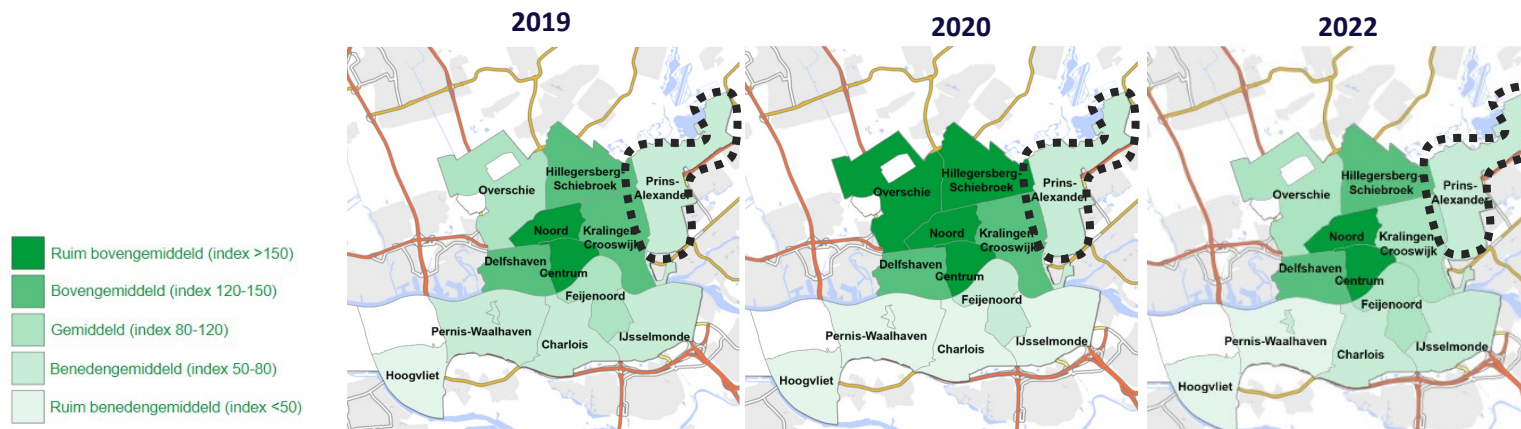 2019
2020
2022
Ruim bovengemiddeld (index >150)
Bovengemiddeld (index 120-150)
Gemiddeld (index 80-120)
Benedengemiddeld (index 50-80)
Ruim benedengemiddeld (index <50)
Hillegersberg-
Schiebroek
Overschie
Prins-
Alexander
Noord
Kralingen-
Crooswijk
Delfshaven
Centrum
Feijenoord
Pernis-Waalhaven
Charlois
IJsselmonde
Hoogvliet
Hillegersberg-
Schiebroek
Overschie
Prins-
Alexander
Noord
Kralingen-
Crooswijk
Delfshaven
Centrum
Feijenoord
Pernis-Waalhaven
Charlois
IJsselmonde
Hoogvliet
Hillegersberg-
Schiebroek
Overschie
Prins-
Alexander
Noord
Kralingen-
Crooswijk
Delfshaven
Centrum
Feijenoord
Pernis-Waalhaven
Charlois
IJsselmonde
Hoogvliet